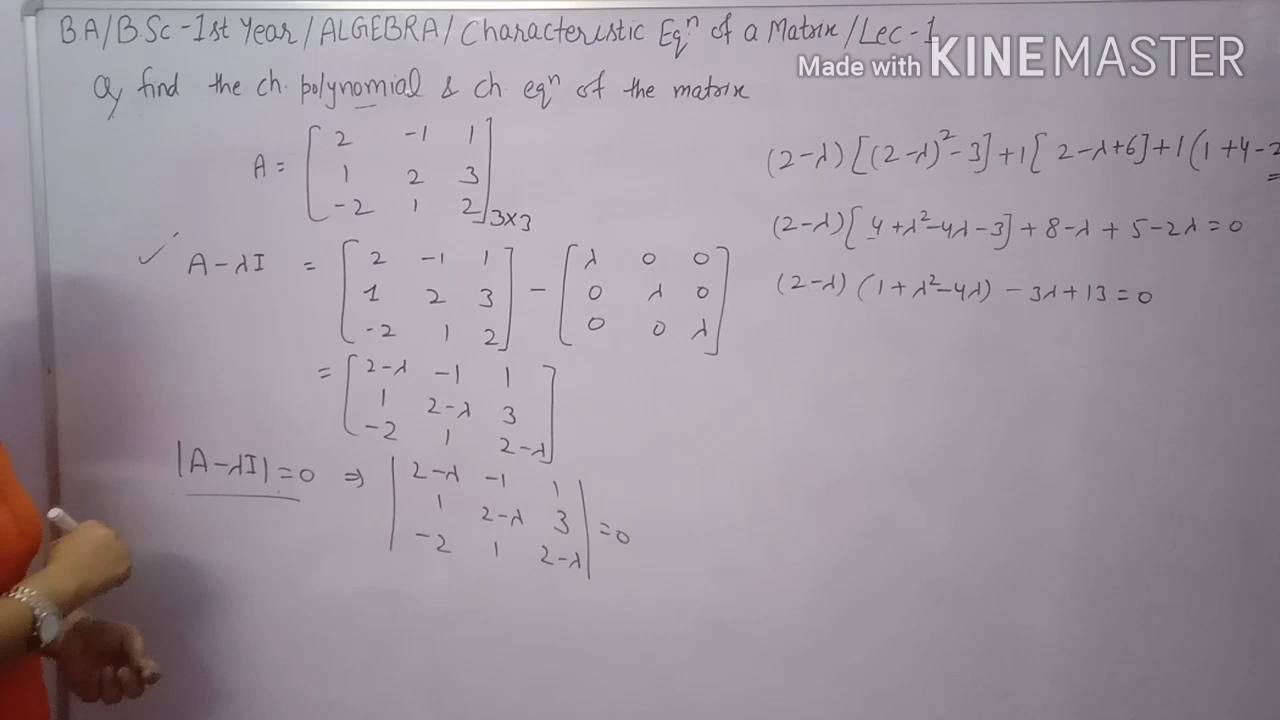 BA/B.Sc-1st Year/ALGEBRA/Characteristic Eqⁿ of a Matrix/Lec-1
Made with KINEMASTER
Q, find the ch. polynomial & ch. eqⁿ of the matrix
A = [ 2 -1 1
1 2 3
-2 1 2 ]3×3
✓ A-λI = [ 2 -1 1 ] - [ λ 0 0 ]
1 2 3 0 λ 0
-2 1 2 0 0 λ
= [ 2-λ -1 1
1 2-λ 3
-2 1 2-λ ]
|A-λI|=0 ⇒ | 2-λ -1 1
1 2-λ 3 | =0
-2 1 2-λ
(2-λ)[(2-λ)²-3]+1[2-λ+6]+1(1+4-2
(2-λ)[4+λ²-4λ-3]+8-λ+5-2λ=0
(2-λ)(1+λ²-4λ)-3λ+13=0